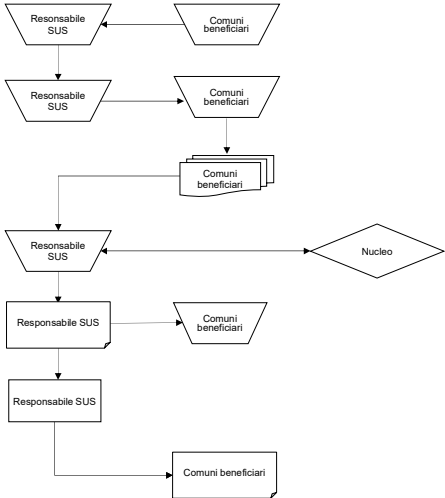 Resonsabile
SUS
Comuni
beneficiari
Resonsabile
SUS
Comuni
beneficiari
Comuni
beneficiari
Resonsabile
SUS
Nucleo
Responsabile SUS
Comuni
beneficiari
Responsabile SUS
Comuni beneficiari